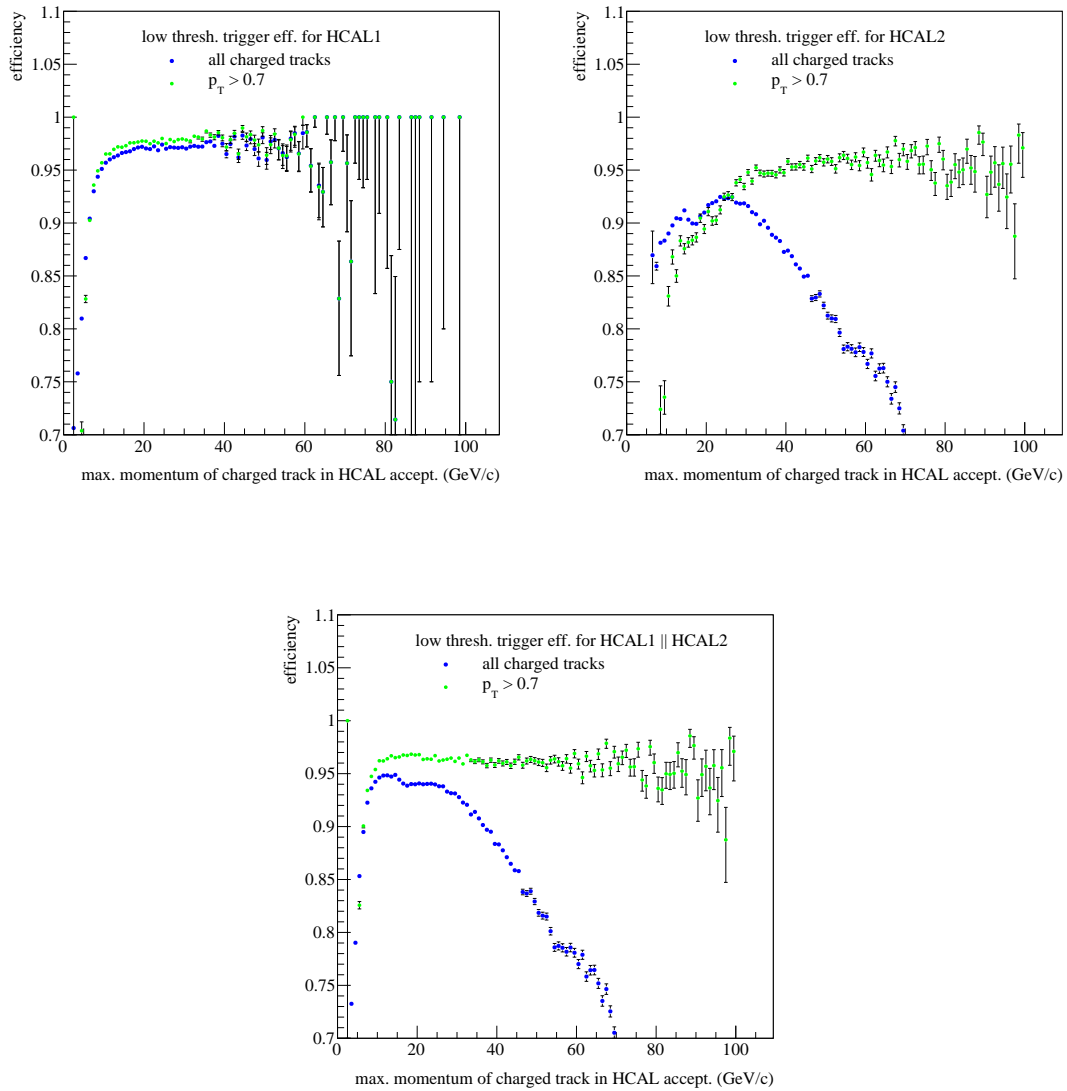 efficiency
1.1
1.05
1
0.95
0.9
0.85
0.8
0.75
0.7
low thresh. trigger eff. for HCAL1
all charged tracks
p_T > 0.7
0 20 40 60 80 100
max. momentum of charged track in HCAL accept. (GeV/c)
efficiency
1.1
1.05
1
0.95
0.9
0.85
0.8
0.75
0.7
low thresh. trigger eff. for HCAL2
all charged tracks
p_T > 0.7
0 20 40 60 80 100
max. momentum of charged track in HCAL accept. (GeV/c)
efficiency
1.1
1.05
1
0.95
0.9
0.85
0.8
0.75
0.7
low thresh. trigger eff. for HCAL1 || HCAL2
all charged tracks
p_T > 0.7
0 20 40 60 80 100
max. momentum of charged track in HCAL accept. (GeV/c)